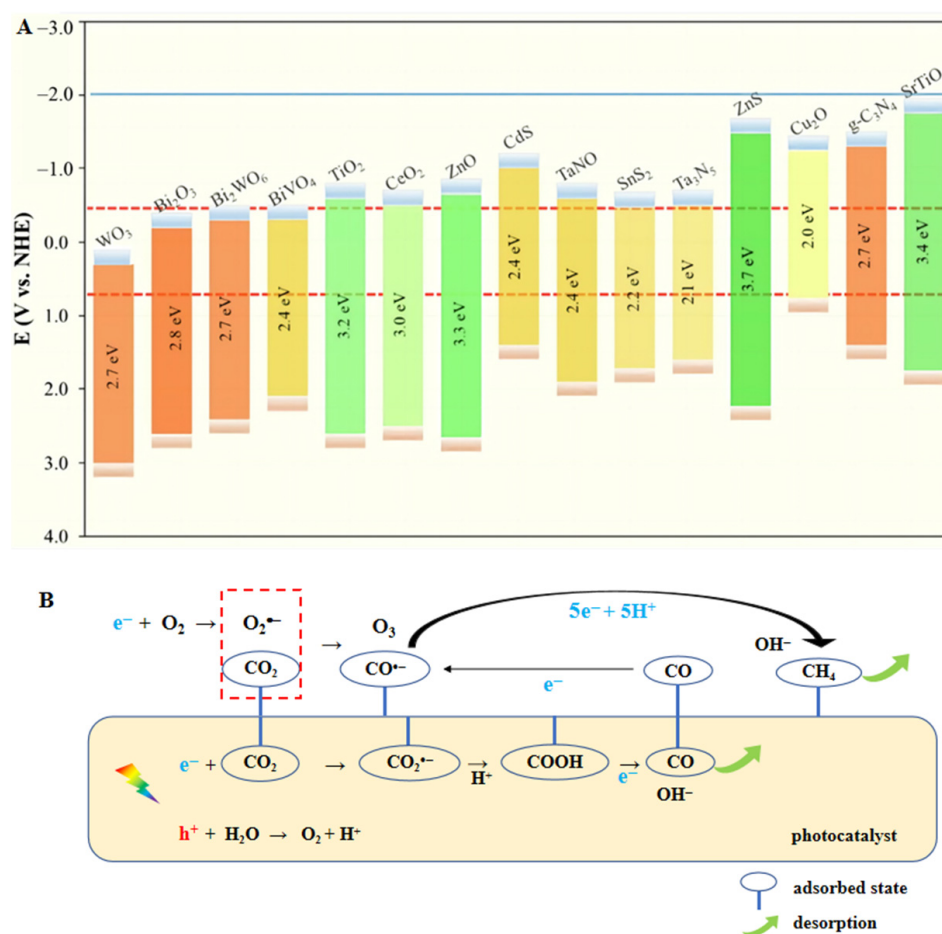 A
E (V vs. NHE)
−3.0
−2.0
−1.0
0.0
1.0
2.0
3.0
4.0
WO₃
Bi₂O₃
Bi₂WO₆
BiVO₄
TiO₂
CeO₂
ZnO
CdS
TaNO
SnS₂
Ta₃N₅
ZnS
Cu₂O
g-C₃N₄
SrTiO
2.7 eV
2.8 eV
2.7 eV
2.4 eV
3.2 eV
3.0 eV
3.3 eV
2.4 eV
2.4 eV
2.2 eV
21 eV
3.7 eV
2.0 eV
2.7 eV
3.4 eV
B
e⁻ + O₂ → O₂•⁻ → O₃
5e⁻ + 5H⁺
OH⁻
CO₂ CO•⁻ e⁻ CO CH₄
e⁻ + CO₂ → CO₂•⁻ → H⁺ COOH → e⁻ CO
OH⁻
h⁺ + H₂O → O₂ + H⁺
photocatalyst
adsorbed state
desorption